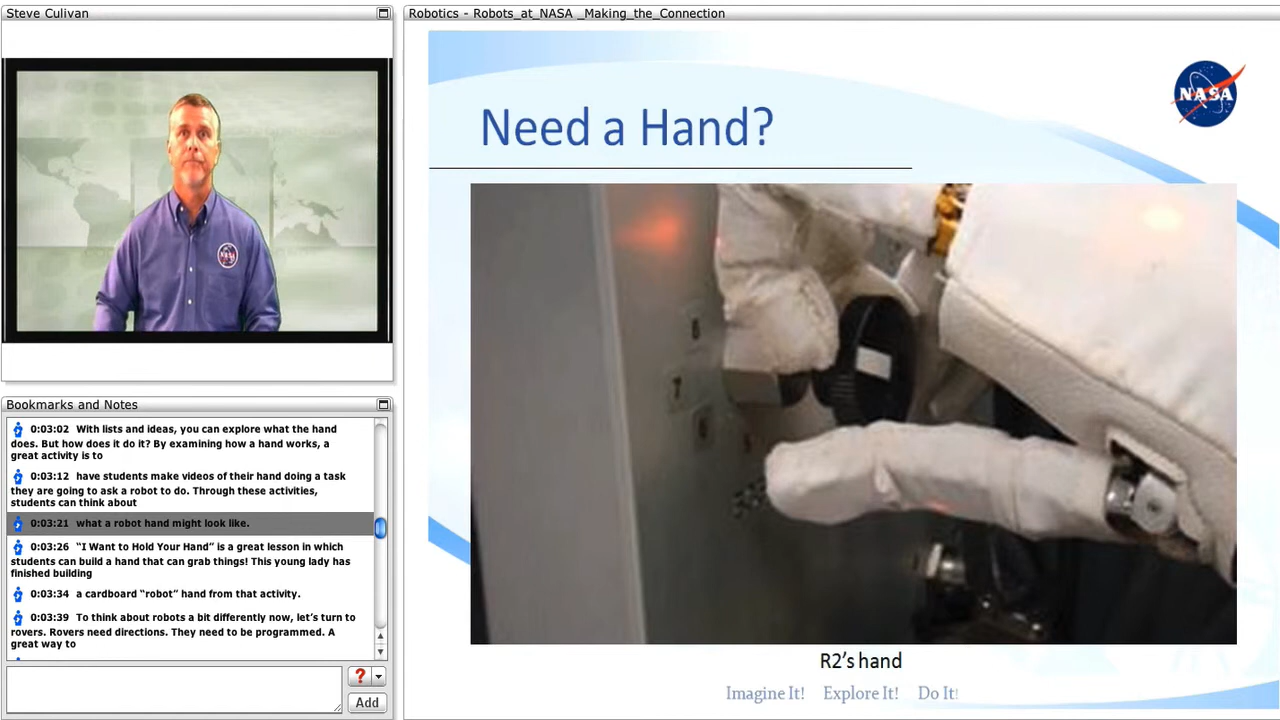 Steve Culivan
NASA
Bookmarks and Notes
0:03:02 With lists and ideas, you can explore what the hand
does. But how does it do it? By examining how a hand works, a
great activity is to
0:03:12 have students make videos of their hand doing a task
they are going to ask a robot to do. Through these activities,
students can think about
0:03:21 what a robot hand might look like.
0:03:26 “I Want to Hold Your Hand” is a great lesson in which
students can build a hand that can grab things! This young lady has
finished building
0:03:34 a cardboard “robot” hand from that activity.
0:03:39 To think about robots a bit differently now, let’s turn to
rovers. Rovers need directions. They need to be programmed. A
great way to
?
Add
Robotics - Robots_at_NASA _Making_the_Connection
NASA
Need a Hand?
R2’s hand
Imagine It! Explore It! Do It!